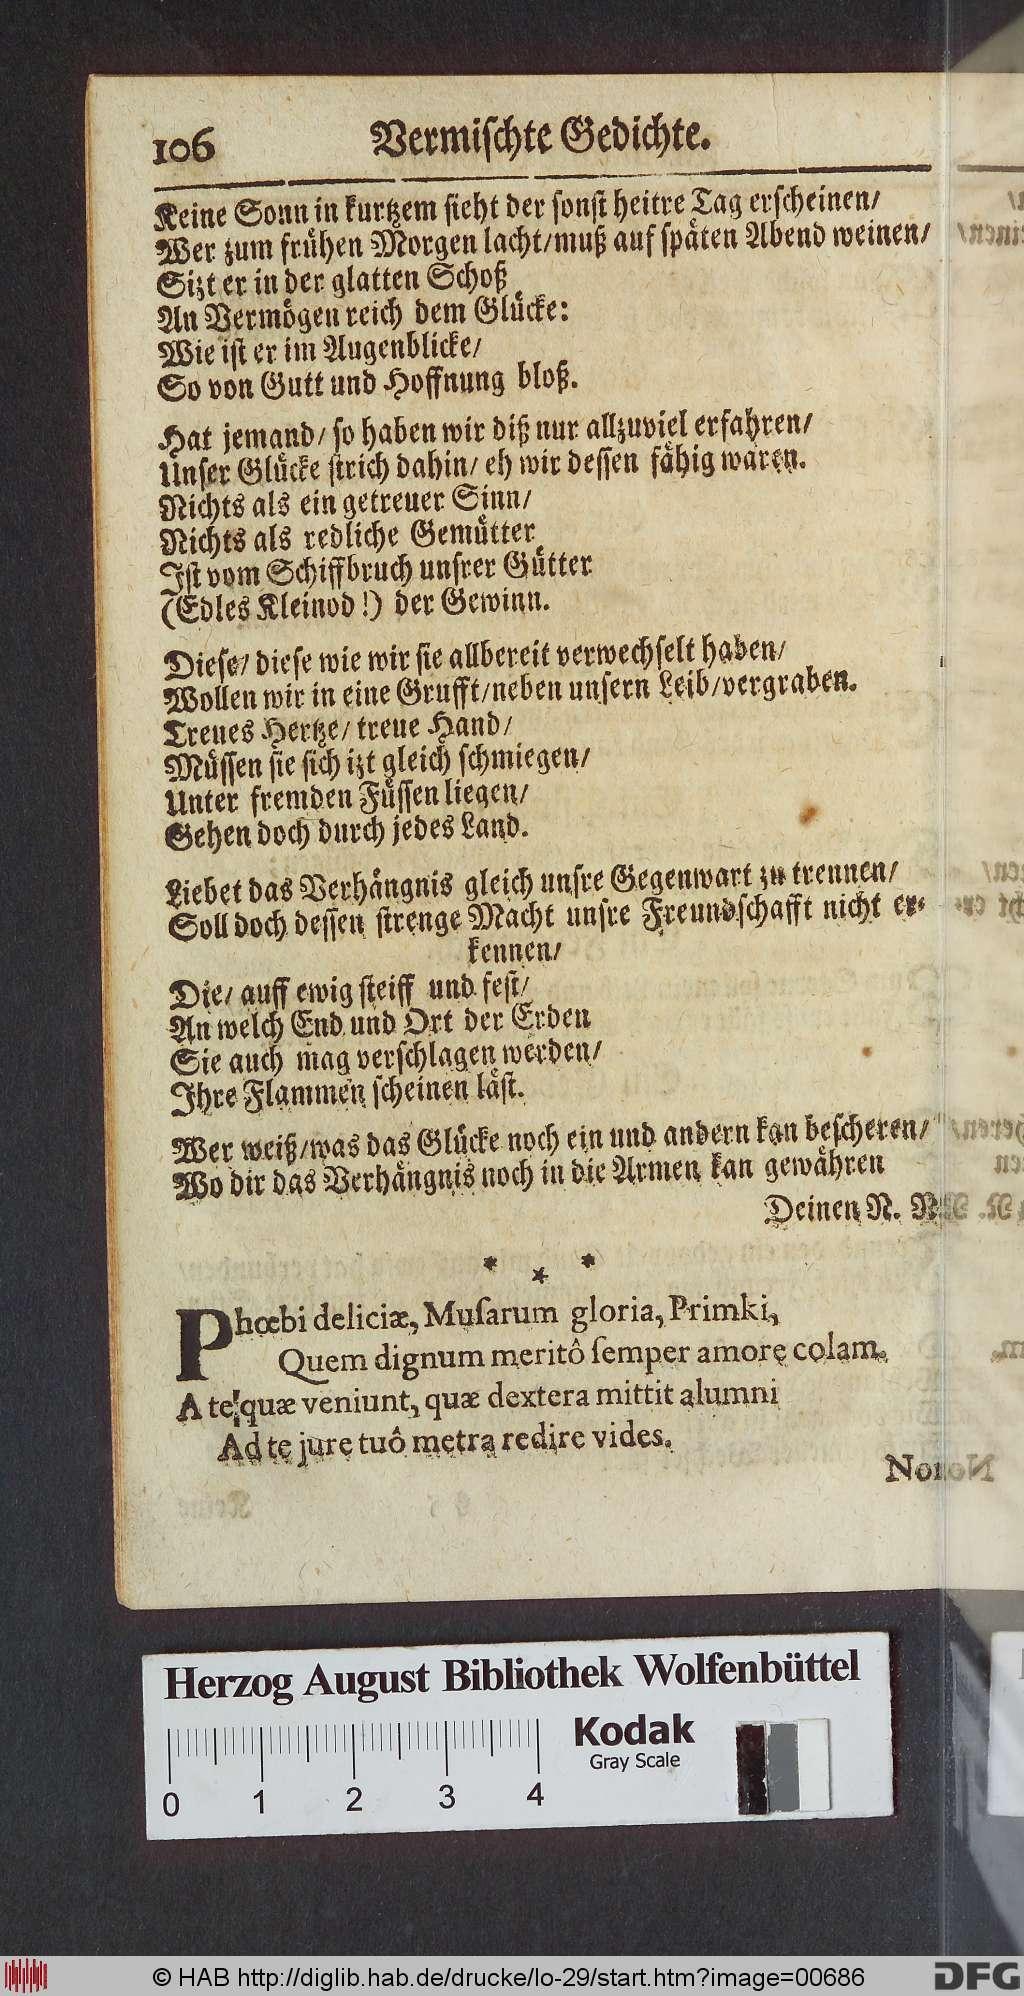 106 Vermischte Gedichte.
Keine Sonn in kurtzem sieht der sonst heitre Tag erscheinen/
Wer zum frühen Morgen lacht/muß auf späten Abend weinen/
Sizt er in der glatten Schoß
An Vermögen reich dem Glücke:
Wie ist er im Augenblicke/
So von Gutt und Hoffnung bloß.
Hat jemand/ so haben wir diß nur allzuviel erfahren/
Unser Glücke strich dahin/ eh wir dessen fähig waren.
Nichts als ein getreuer Sinn/
Nichts als redliche Gemütter
Ist vom Schiffbruch unsrer Gütter
(Edles Kleinod!) der Gewinn.
Diese/ diese wie wir sie allbereit verwechselt haben/
Wollen wir in eine Grufft/neben unsern Leib/vergraben.
Treues Hertze/ treue Hand/
Müssen sie sich izt gleich schmiegen/
Unter fremden Füssen liegen/
Gehen doch durch jedes Land.
Liebet das Verhängnis gleich unsre Gegenwart zu trennen/
Soll doch dessen strenge Macht unsre Freundschafft nicht er-
kennen/
Die/ auff ewig steiff und fest/
An welch End und Ort der Erden
Sie auch mag verschlagen werden/
Ihre Flammen scheinen läst.
Wer weiß/was das Glücke noch ein und andern kan bescheren/
Wo dir das Verhängnis noch in die Armen kan gewähren
Deinen N. N.
* * *
Phœbi deliciæ, Muſarum gloria, Primki,
Quem dignum meritô ſemper amore colam.
A te quæ veniunt, quæ dextera mittit alumni
Ad te jure tuô metra redire vides.
Herzog August Bibliothek Wolfenbüttel
Kodak
Gray Scale
0 1 2 3 4
© HAB http://diglib.hab.de/drucke/lo-29/start.htm?image=00686
DFG